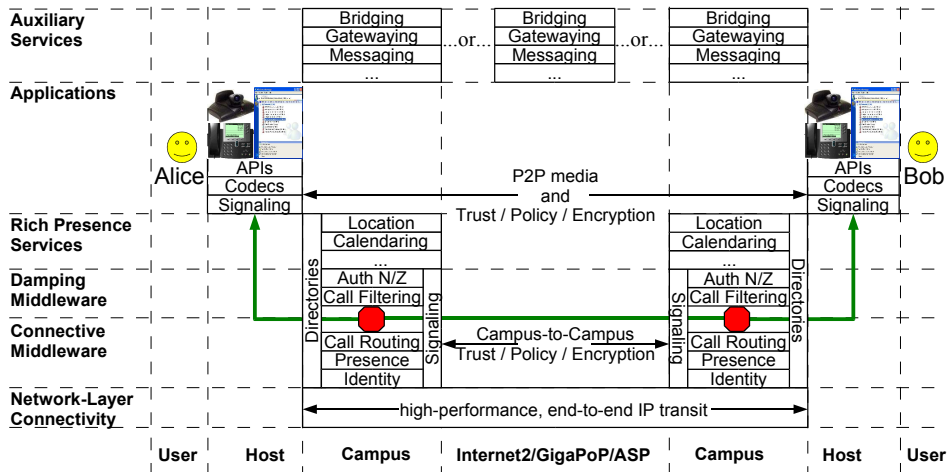 Auxiliary
Services
Bridging
Gatewaying
Messaging
...
...or...
Bridging
Gatewaying
Messaging
...
...or...
Bridging
Gatewaying
Messaging
...
Applications
Alice
APIs
Codecs
Signaling
P2P media
and
Trust / Policy / Encryption
APIs
Codecs
Signaling
Bob
Rich Presence
Services
Location
Calendaring
...
Location
Calendaring
...
Damping
Middleware
Directories
Auth N/Z
Call Filtering
Signaling
Signaling
Auth N/Z
Call Filtering
Directories
Connective
Middleware
Call Routing
Presence
Identity
Campus-to-Campus
Trust / Policy / Encryption
Call Routing
Presence
Identity
Network-Layer
Connectivity
high-performance, end-to-end IP transit
User Host Campus Internet2/GigaPoP/ASP Campus Host User